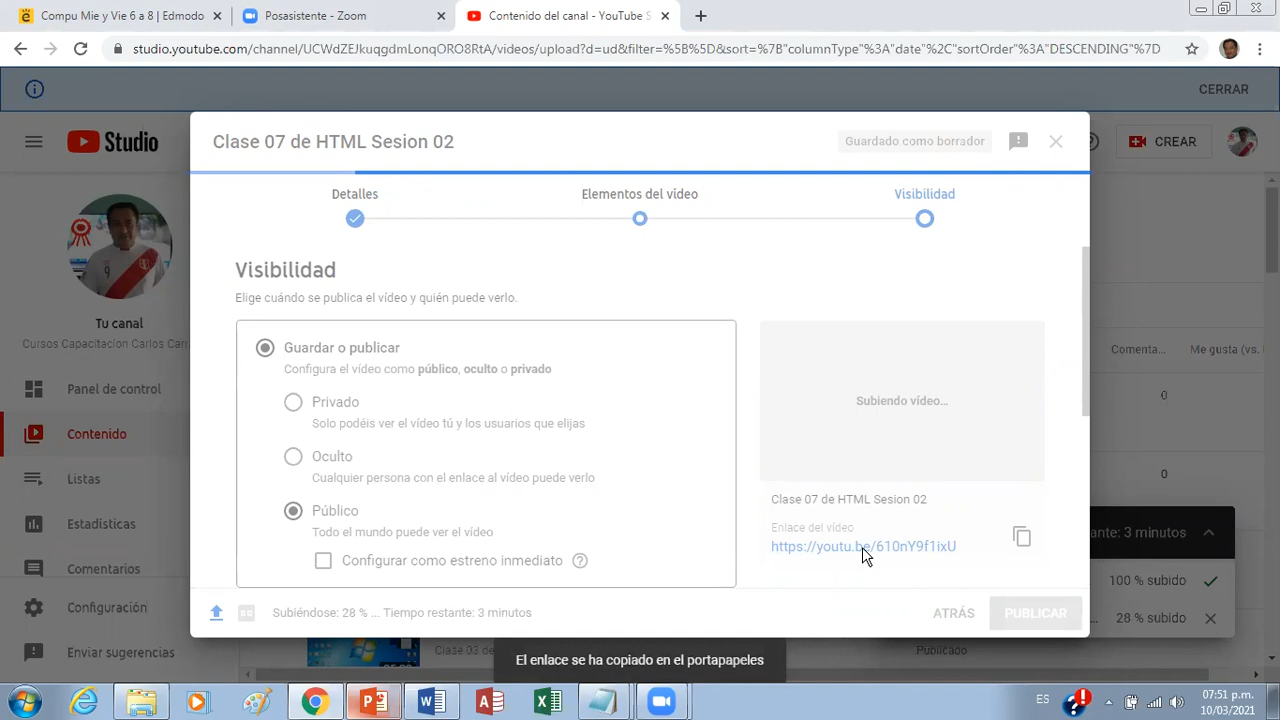 Compu Mie y Vie 6 a 8 | Edmodo
Posasistente - Zoom
Contenido del canal - YouTube S
studio.youtube.com/channel/UCWdZEJkuqgdmLonqORO8RtA/videos/upload?d=ud&filter=%5B%5D&sort=%7B"columnType"%3A"date"%2C"sortOrder"%3A"DESCENDING"%7D
CERRAR
Studio
CREAR
Clase 07 de HTML Sesion 02
Guardado como borrador
Detalles
Elementos del vídeo
Visibilidad
Visibilidad
Elige cuándo se publica el vídeo y quién puede verlo.
Guardar o publicar
Configura el vídeo como público, oculto o privado
Privado
Solo podéis ver el vídeo tú y los usuarios que elijas
Oculto
Cualquier persona con el enlace al vídeo puede verlo
Público
Todo el mundo puede ver el vídeo
Configurar como estreno inmediato
Subiendo vídeo...
Clase 07 de HTML Sesion 02
Enlace del vídeo
https://youtu.be/610nY9f1ixU
Subiéndose: 28 % ... Tiempo restante: 3 minutos
ATRÁS
PUBLICAR
Tu canal
Cursos Capacitacion Carlos Carr
Panel de control
Contenido
Listas
Estadísticas
Comentarios
Configuración
Enviar sugerencias
Comenta...
Me gusta (vs.
0
0
ante: 3 minutos
100 % subido
28 % subido
Clase 03 de
Publicado
El enlace se ha copiado en el portapapeles
ES
07:51 p.m.
10/03/2021